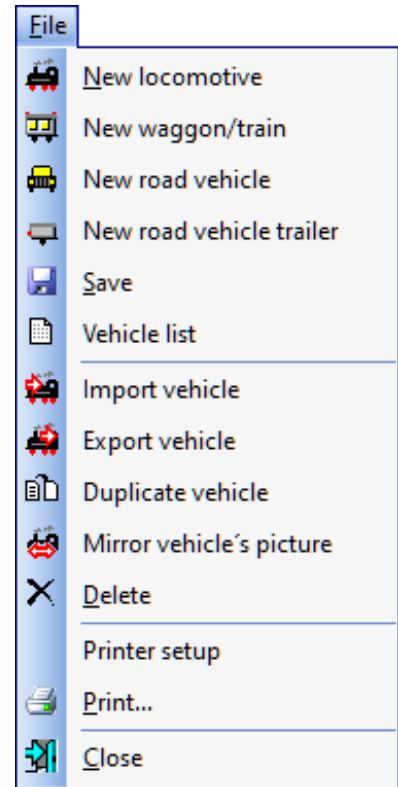 File
New locomotive
New waggon/train
New road vehicle
New road vehicle trailer
Save
Vehicle list
Import vehicle
Export vehicle
Duplicate vehicle
Mirror vehicle´s picture
Delete
Printer setup
Print...
Close